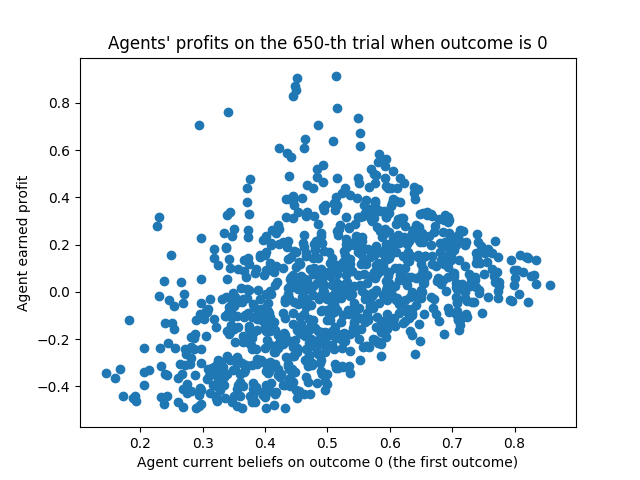 Agents' profits on the 650-th trial when outcome is 0
Agent earned profit
0.8
0.6
0.4
0.2
0.0
−0.2
−0.4
0.2 0.3 0.4 0.5 0.6 0.7 0.8
Agent current beliefs on outcome 0 (the first outcome)